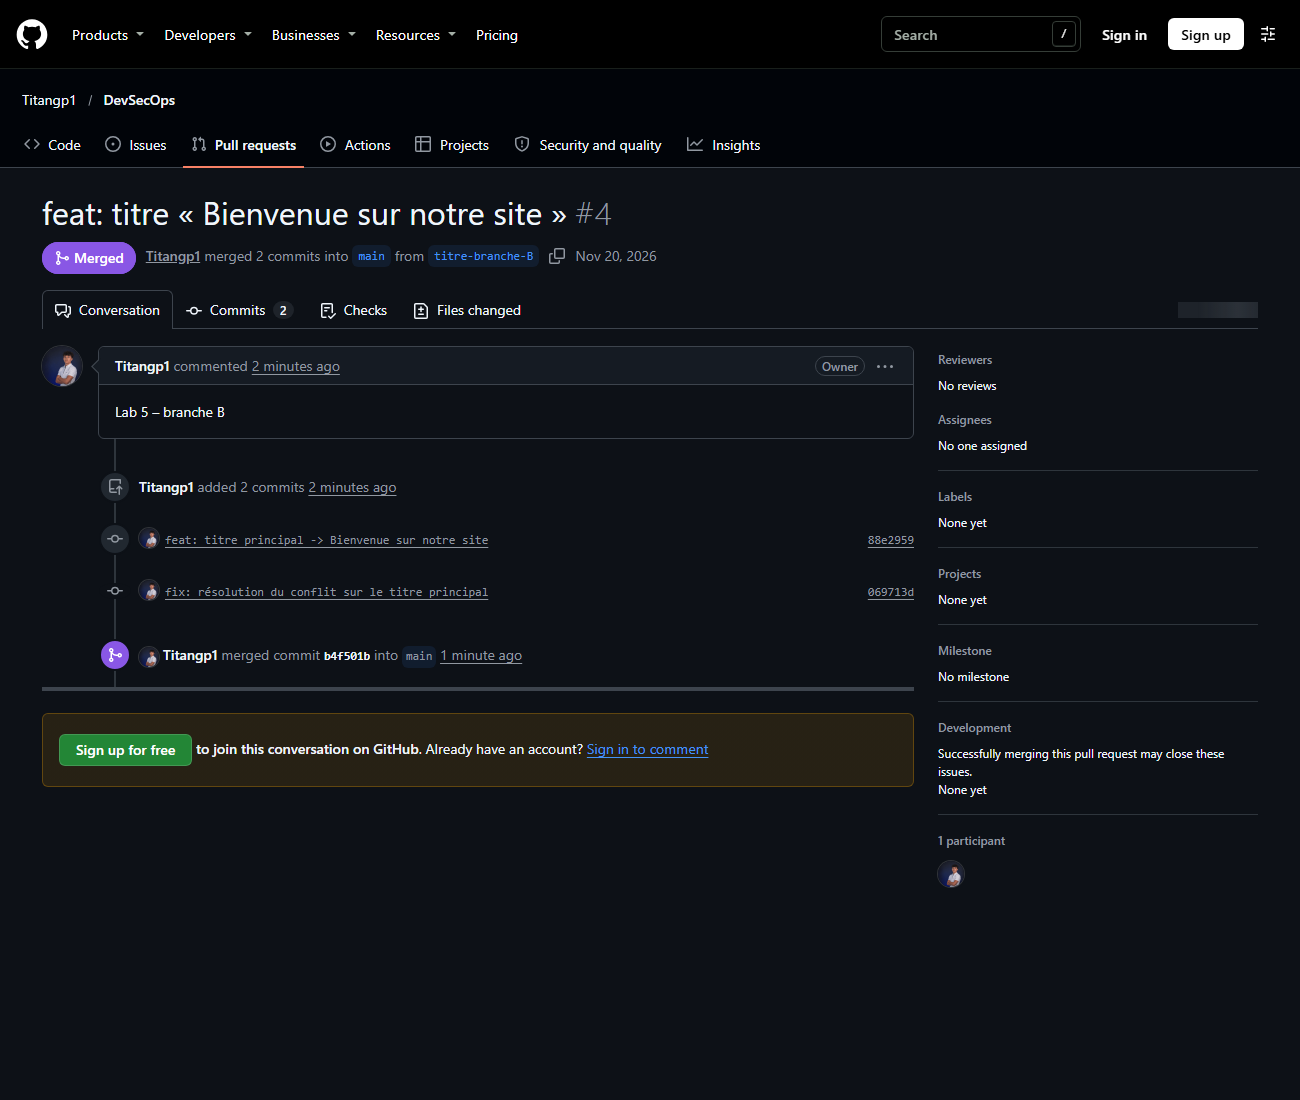 Products Developers Businesses Resources Pricing Search / Sign in Sign up
Titangp1 / DevSecOps
Code Issues Pull requests Actions Projects Security and quality Insights
feat: titre « Bienvenue sur notre site » #4
Merged Titangp1 merged 2 commits into main from titre-branche-B Nov 20, 2026
Conversation Commits 2 Checks Files changed
Titangp1 commented 2 minutes ago Owner ...
Lab 5 – branche B
Titangp1 added 2 commits 2 minutes ago
feat: titre principal -> Bienvenue sur notre site 88e2959
fix: résolution du conflit sur le titre principal 069713d
Titangp1 merged commit b4f501b into main 1 minute ago
Sign up for free to join this conversation on GitHub. Already have an account? Sign in to comment
Reviewers
No reviews
Assignees
No one assigned
Labels
None yet
Projects
None yet
Milestone
No milestone
Development
Successfully merging this pull request may close these
issues.
None yet
1 participant